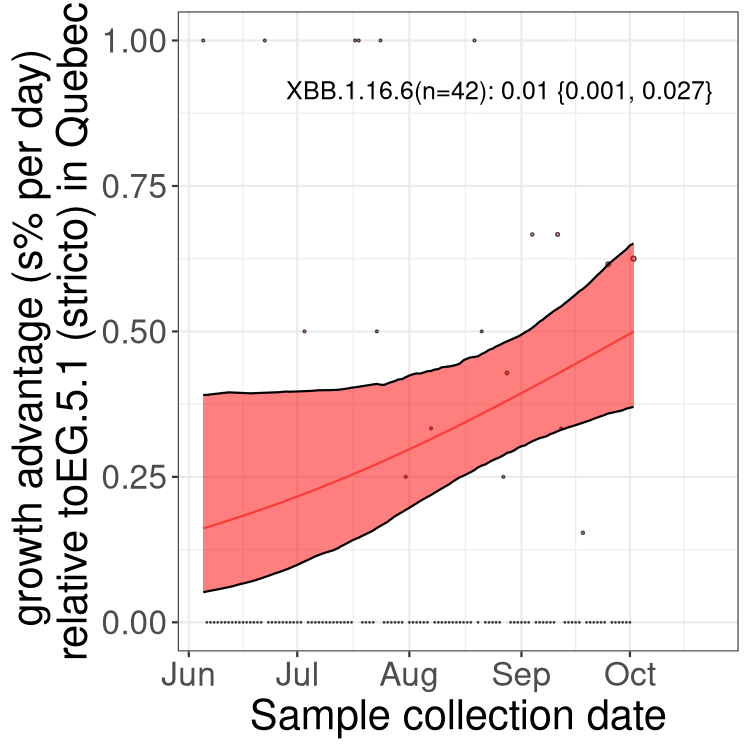 growth advantage (s% per day)
relative toEG.5.1 (stricto) in Quebec
1.00
0.75
0.50
0.25
0.00
XBB.1.16.6(n=42): 0.01 {0.001, 0.027}
Jun Jul Aug Sep Oct
Sample collection date